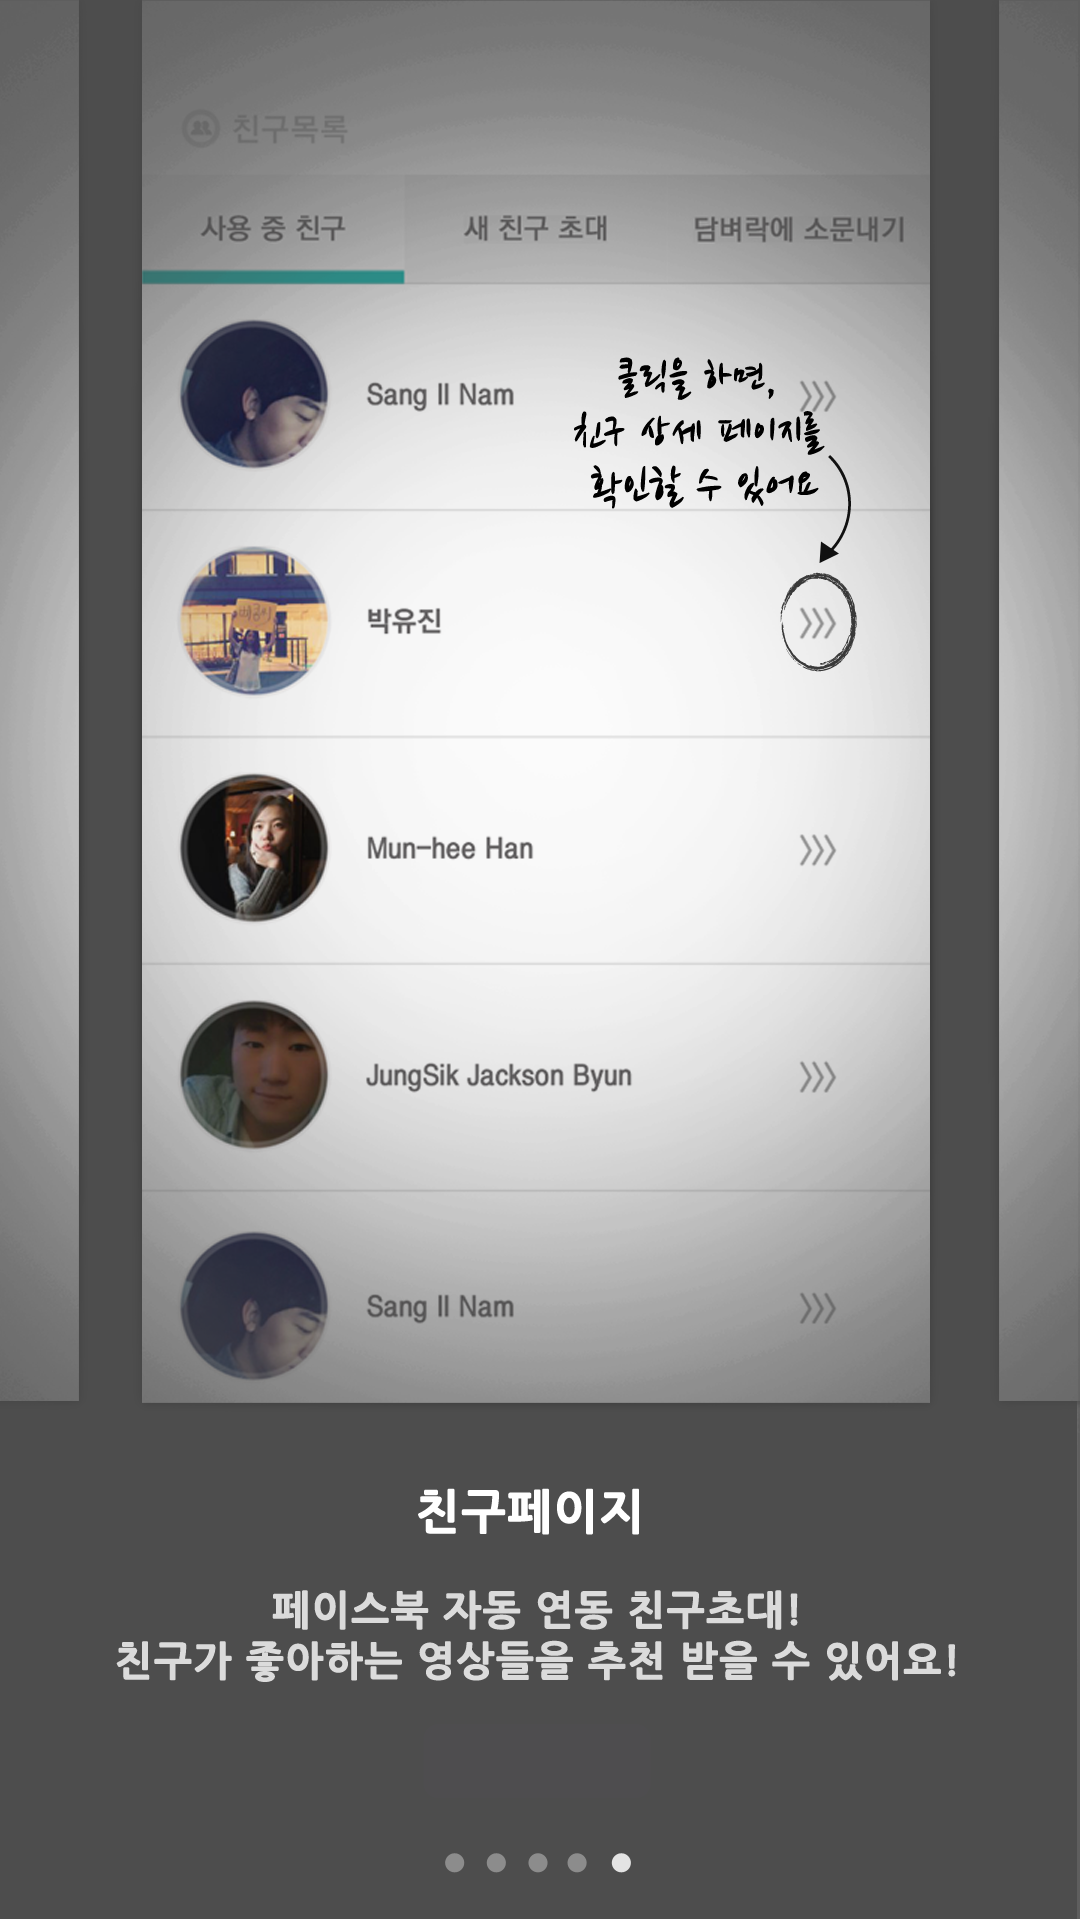 친구목록
사용 중 친구
새 친구 초대
담벼락에 소문내기
Sang Il Nam
클릭을 하면,
친구 상세 페이지를
확인할 수 있어요
박유진
Mun-hee Han
JungSik Jackson Byun
Sang Il Nam
친구페이지
페이스북 자동 연동 친구초대!
친구가 좋아하는 영상들을 추천 받을 수 있어요!